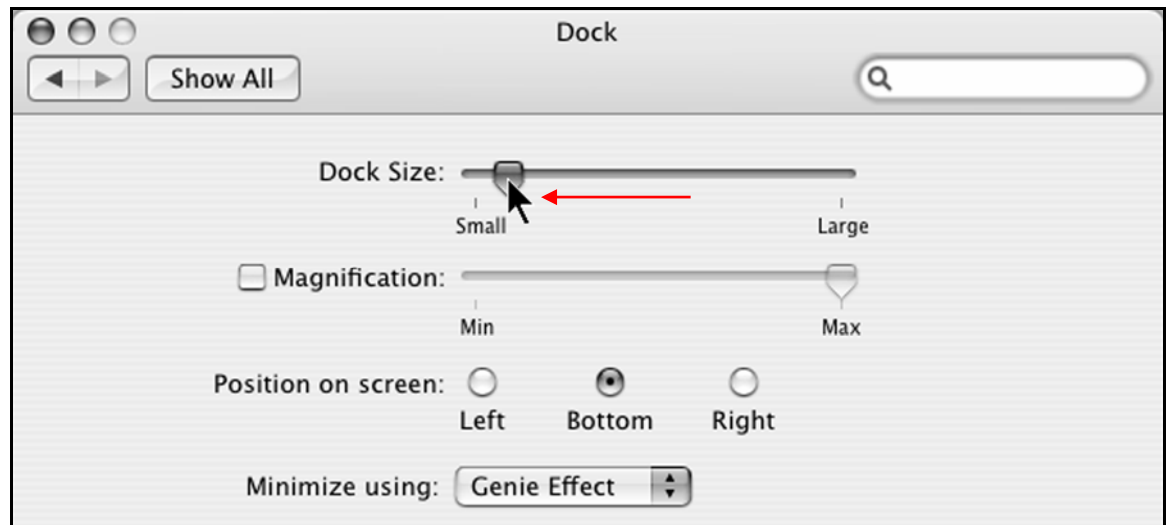 Dock
Show All
Dock Size:
Small Large
Magnification:
Min Max
Position on screen:
Left Bottom Right
Minimize using: Genie Effect